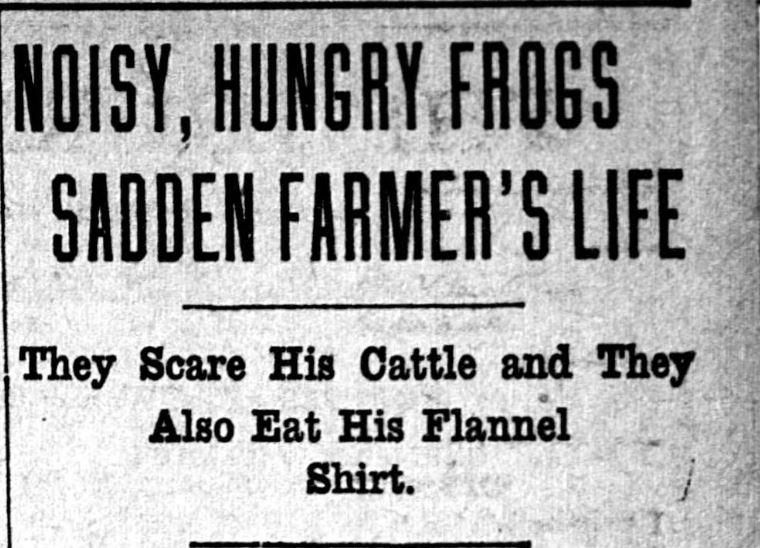 NOISY, HUNGRY FROGS
SADDEN FARMER'S LIFE
They Scare His Cattle and They
Also Eat His Flannel
Shirt.